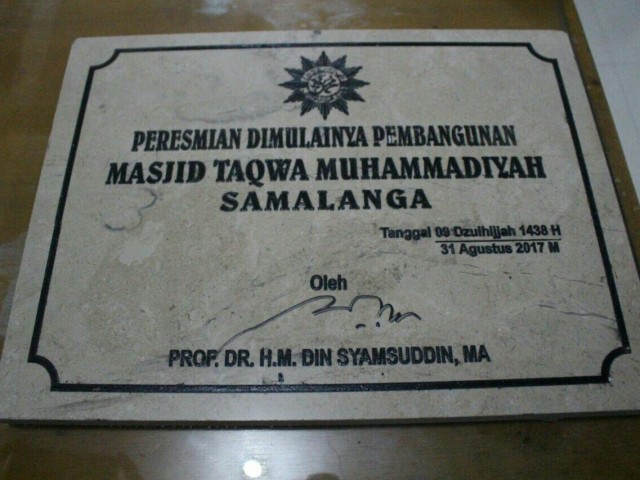 PERESMIAN DIMULAINYA PEMBANGUNAN
MASJID TAQWA MUHAMMADIYAH
SAMALANGA
Tanggal 09 Dzulhijjah 1438 H
31 Agustus 2017 M
Oleh
PROF. DR. H.M. DIN SYAMSUDDIN, MA